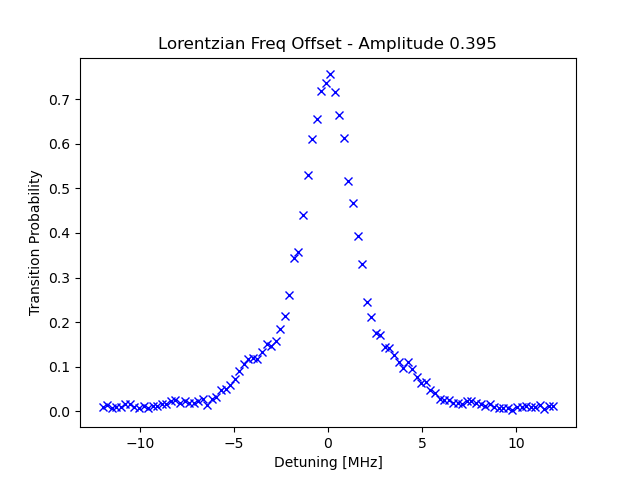 Lorentzian Freq Offset - Amplitude 0.395
Transition Probability
0.7
0.6
0.5
0.4
0.3
0.2
0.1
0.0
−10 −5 0 5 10
Detuning [MHz]